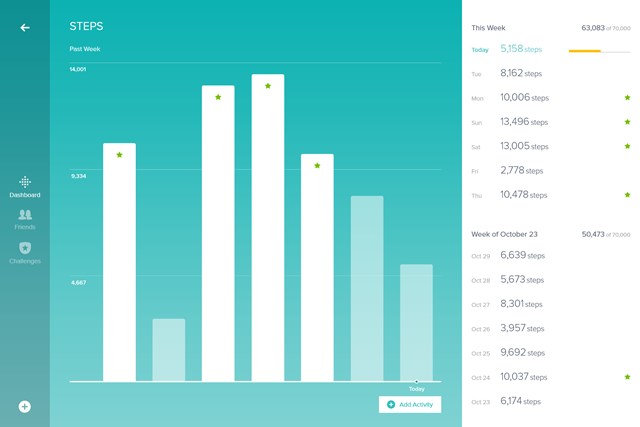 STEPS
Past Week
14,001
9,334
4,667
Today
Add Activity
Dashboard
Friends
Challenges
This Week 63,083 of 70,000
Today 5,158 steps
Tue 8,162 steps
Mon 10,006 steps
Sun 13,496 steps
Sat 13,005 steps
Fri 2,778 steps
Thu 10,478 steps
Week of October 23 50,473 of 70,000
Oct 29 6,639 steps
Oct 28 5,673 steps
Oct 27 8,301 steps
Oct 26 3,957 steps
Oct 25 9,692 steps
Oct 24 10,037 steps
Oct 23 6,174 steps